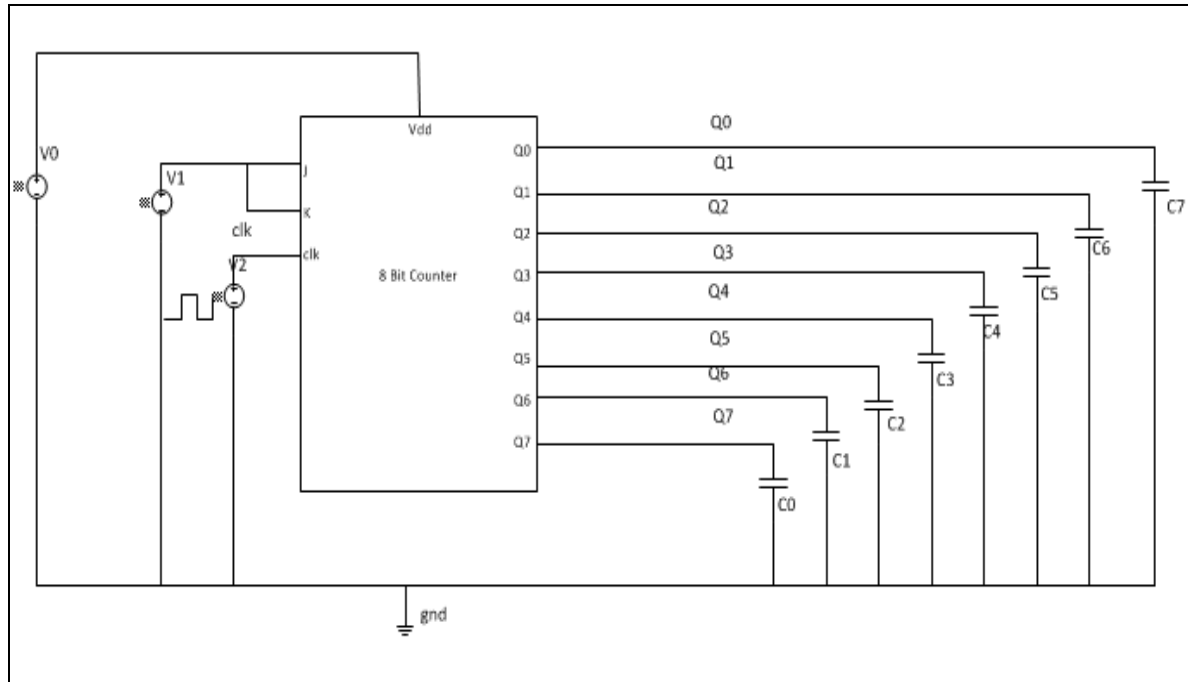 Q0
Vdd
V0
Q0
Q1
J
V1
Q1
Q2
K
clk
Q2
clk
V2
Q3
8 Bit Counter
Q3
Q4
Q4
Q5
Q5
Q6
Q6
Q7
Q7
C7
C6
C5
C4
C3
C2
C1
C0
gnd